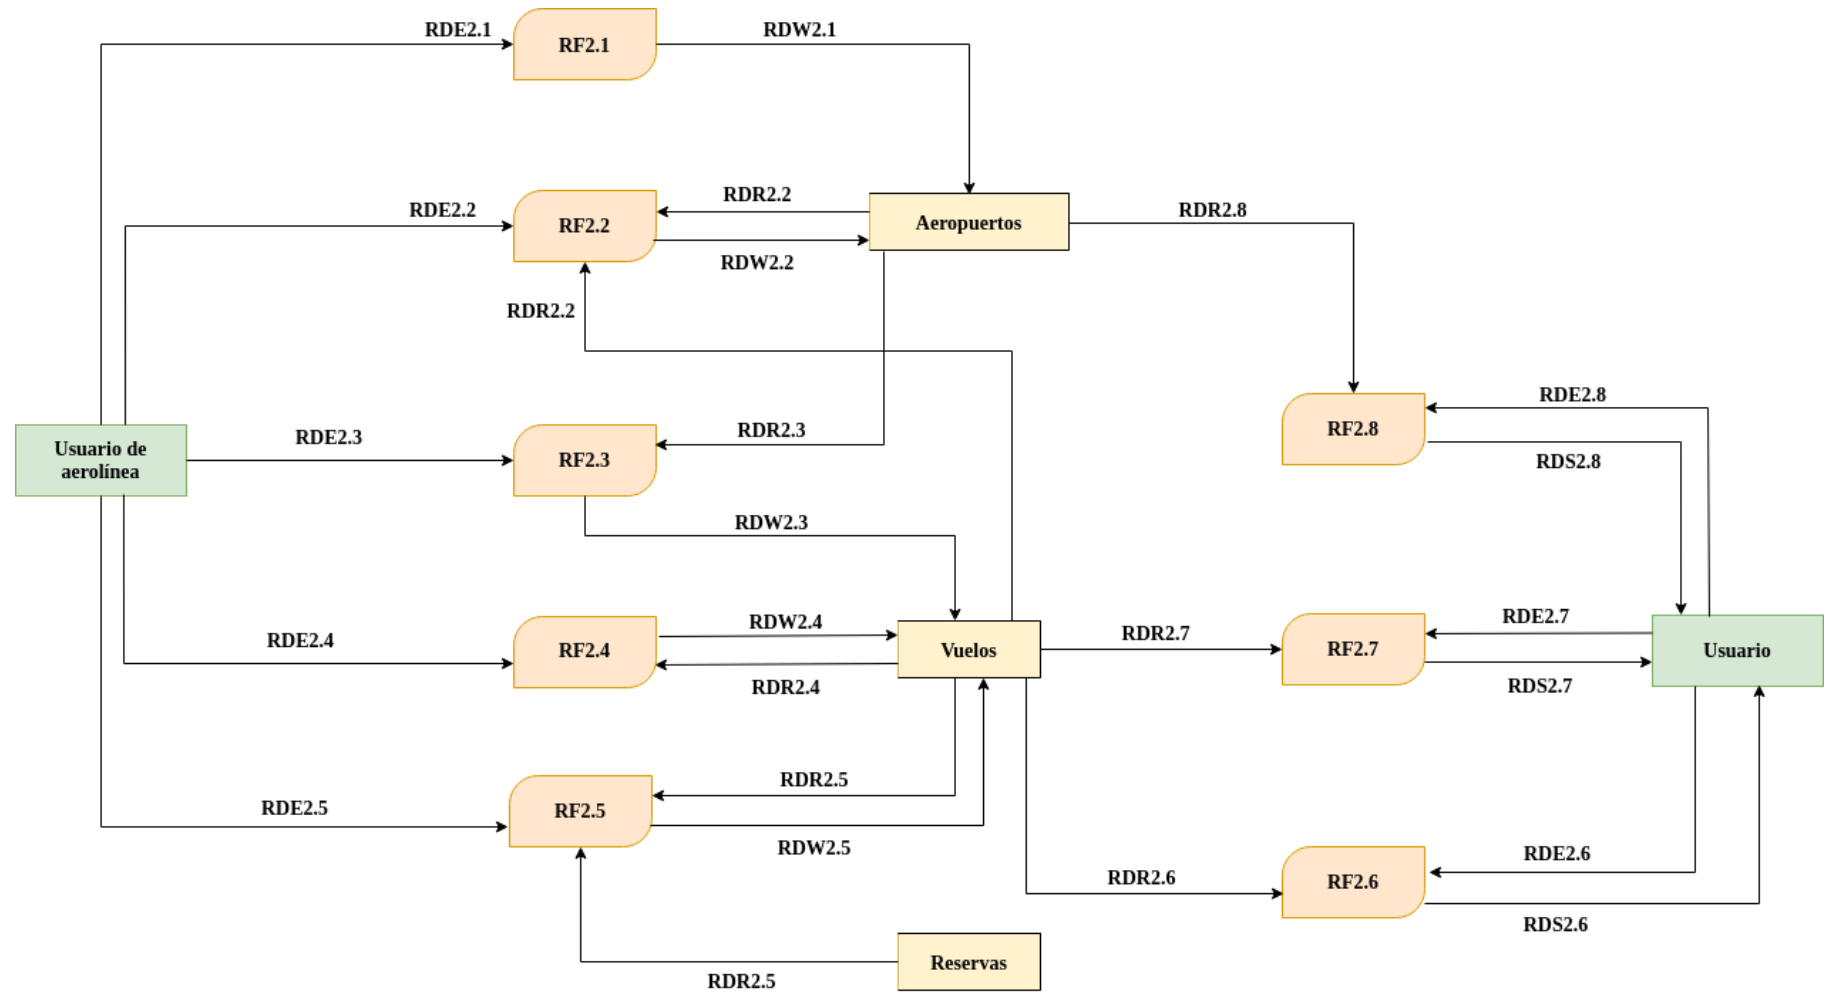 RDE2.1
RF2.1
RDW2.1
RDE2.2
RF2.2
RDR2.2
RDW2.2
Aeropuertos
RDR2.8
RDR2.2
RDE2.8
RF2.8
RDS2.8
Usuario de
aerolínea
RDE2.3
RF2.3
RDR2.3
RDW2.3
RDE2.4
RF2.4
RDW2.4
RDR2.4
Vuelos
RDR2.7
RF2.7
RDE2.7
RDS2.7
Usuario
RDE2.5
RF2.5
RDR2.5
RDW2.5
RDR2.6
RF2.6
RDE2.6
RDS2.6
Reservas
RDR2.5